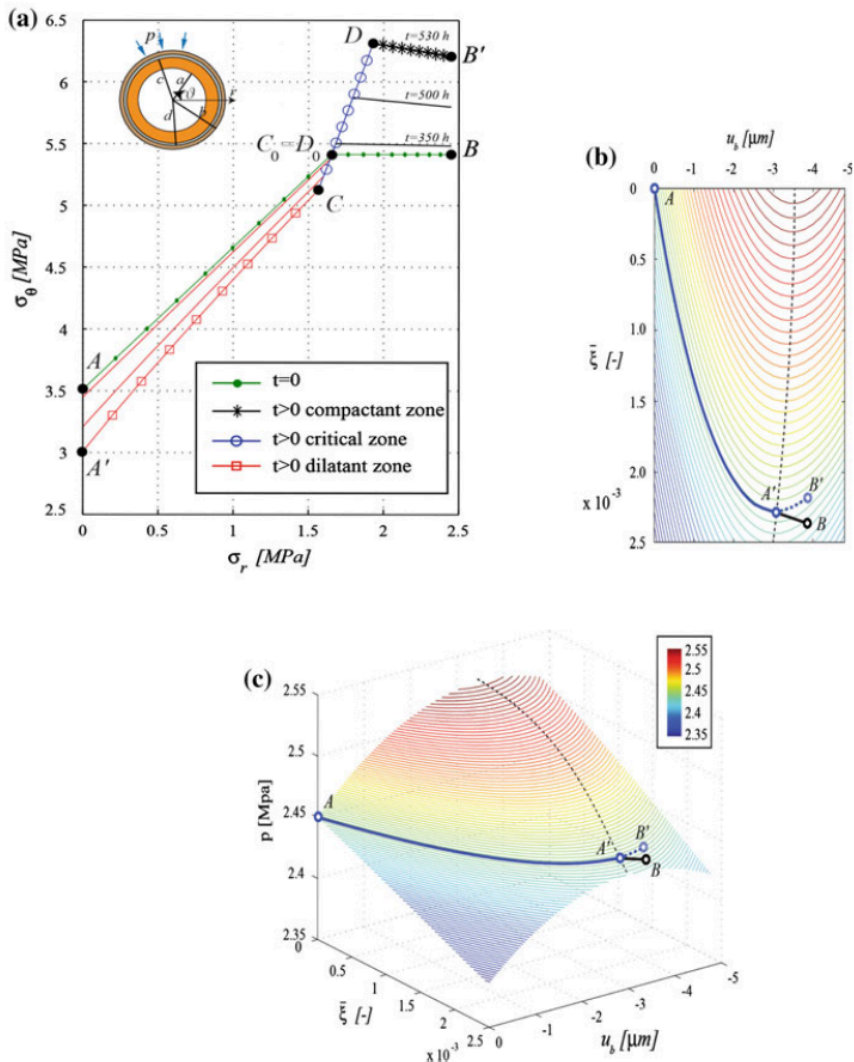 (a)
6.5
6
5.5
5
4.5
4
3.5
3
2.5
σθ [MPa]
0
0.5
1
1.5
2
2.5
σr [MPa]
p
a
c
ϑ
r
b
d
D
t=530 h
B'
t=500 h
t=350 h
C0=D0
B
C
A
A'
t=0
t>0 compactant zone
t>0 critical zone
t>0 dilatant zone
(b)
ub [μm]
0 -1 -2 -3 -4 -5
0
0.5
1.0
1.5
2.0
2.5
ξ̄ [-]
x 10⁻³
A
A'
B'
B
(c)
2.55
2.5
2.45
2.4
2.35
p [Mpa]
0
0.5
1
1.5
2
2.5
ξ̄ [-]
x 10⁻³
0
-1
-2
-3
-4
-5
ub [μm]
A
A'
B'
B
2.55
2.5
2.45
2.4
2.35